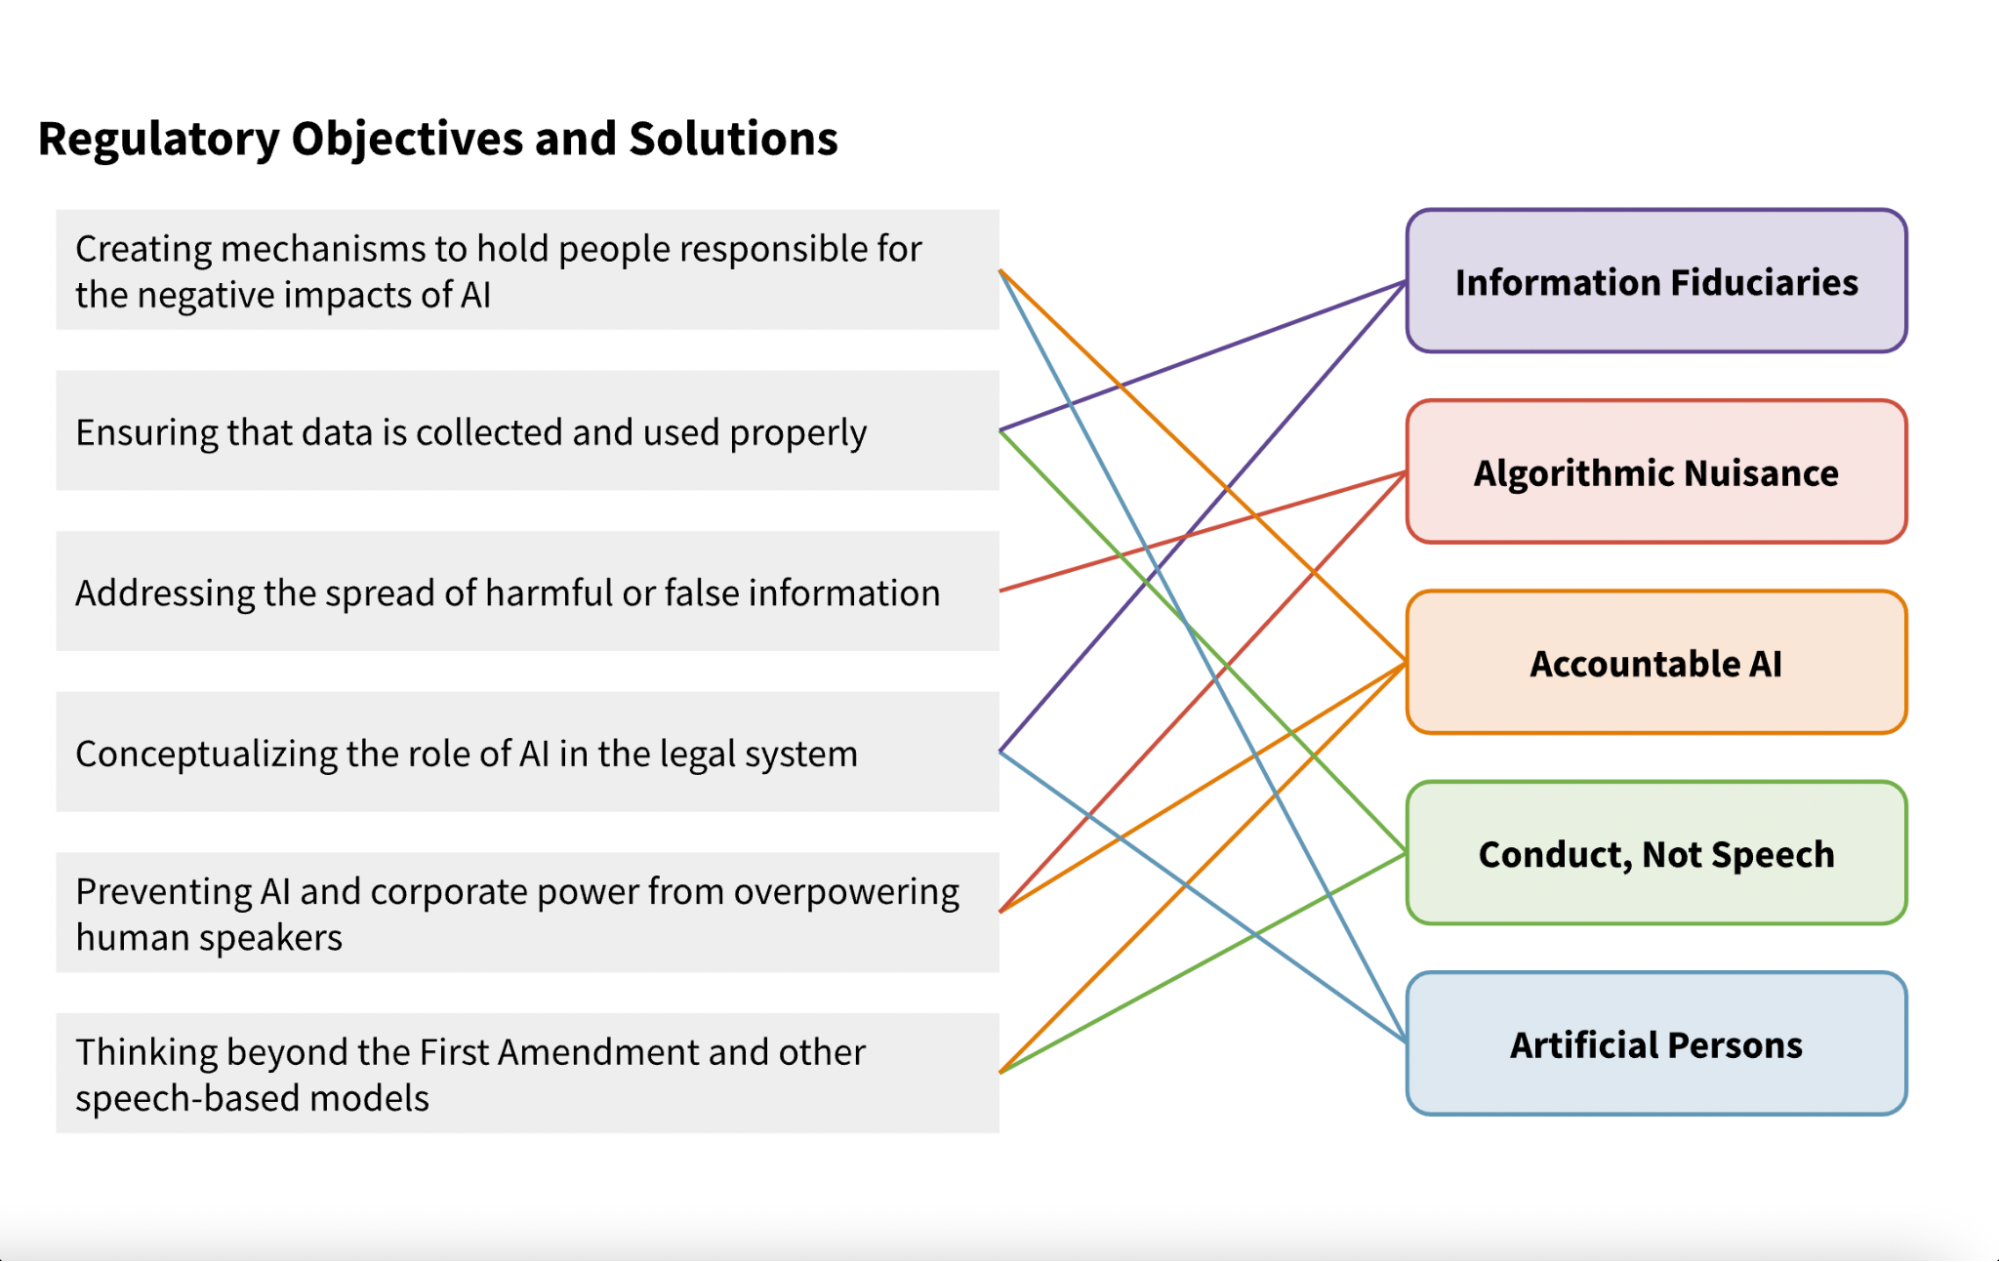 Regulatory Objectives and Solutions
Creating mechanisms to hold people responsible for
the negative impacts of AI
Ensuring that data is collected and used properly
Addressing the spread of harmful or false information
Conceptualizing the role of AI in the legal system
Preventing AI and corporate power from overpowering
human speakers
Thinking beyond the First Amendment and other
speech-based models
Information Fiduciaries
Algorithmic Nuisance
Accountable AI
Conduct, Not Speech
Artificial Persons